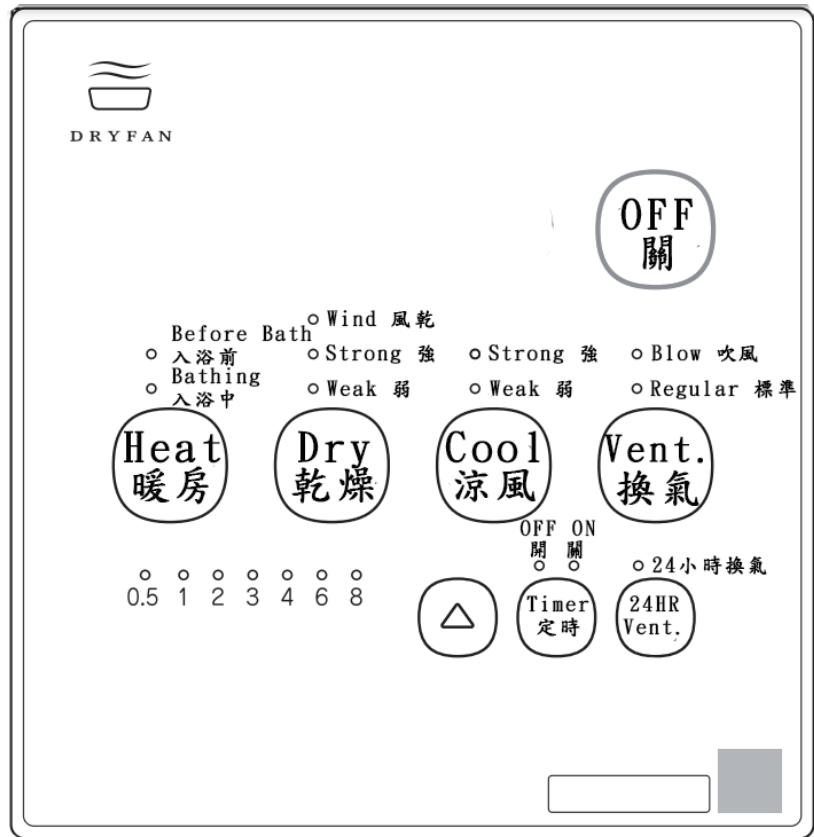 DRYFAN
OFF
關
Before Bath
入浴前
Bathing
入浴中
Wind 風乾
Strong 強
Weak 弱
Strong 強
Weak 弱
Blow 吹風
Regular 標準
Heat
暖房
Dry
乾燥
Cool
涼風
Vent.
換氣
OFF ON
開 關
24小時換氣
0.5 1 2 3 4 6 8
△
Timer
定時
24HR
Vent.